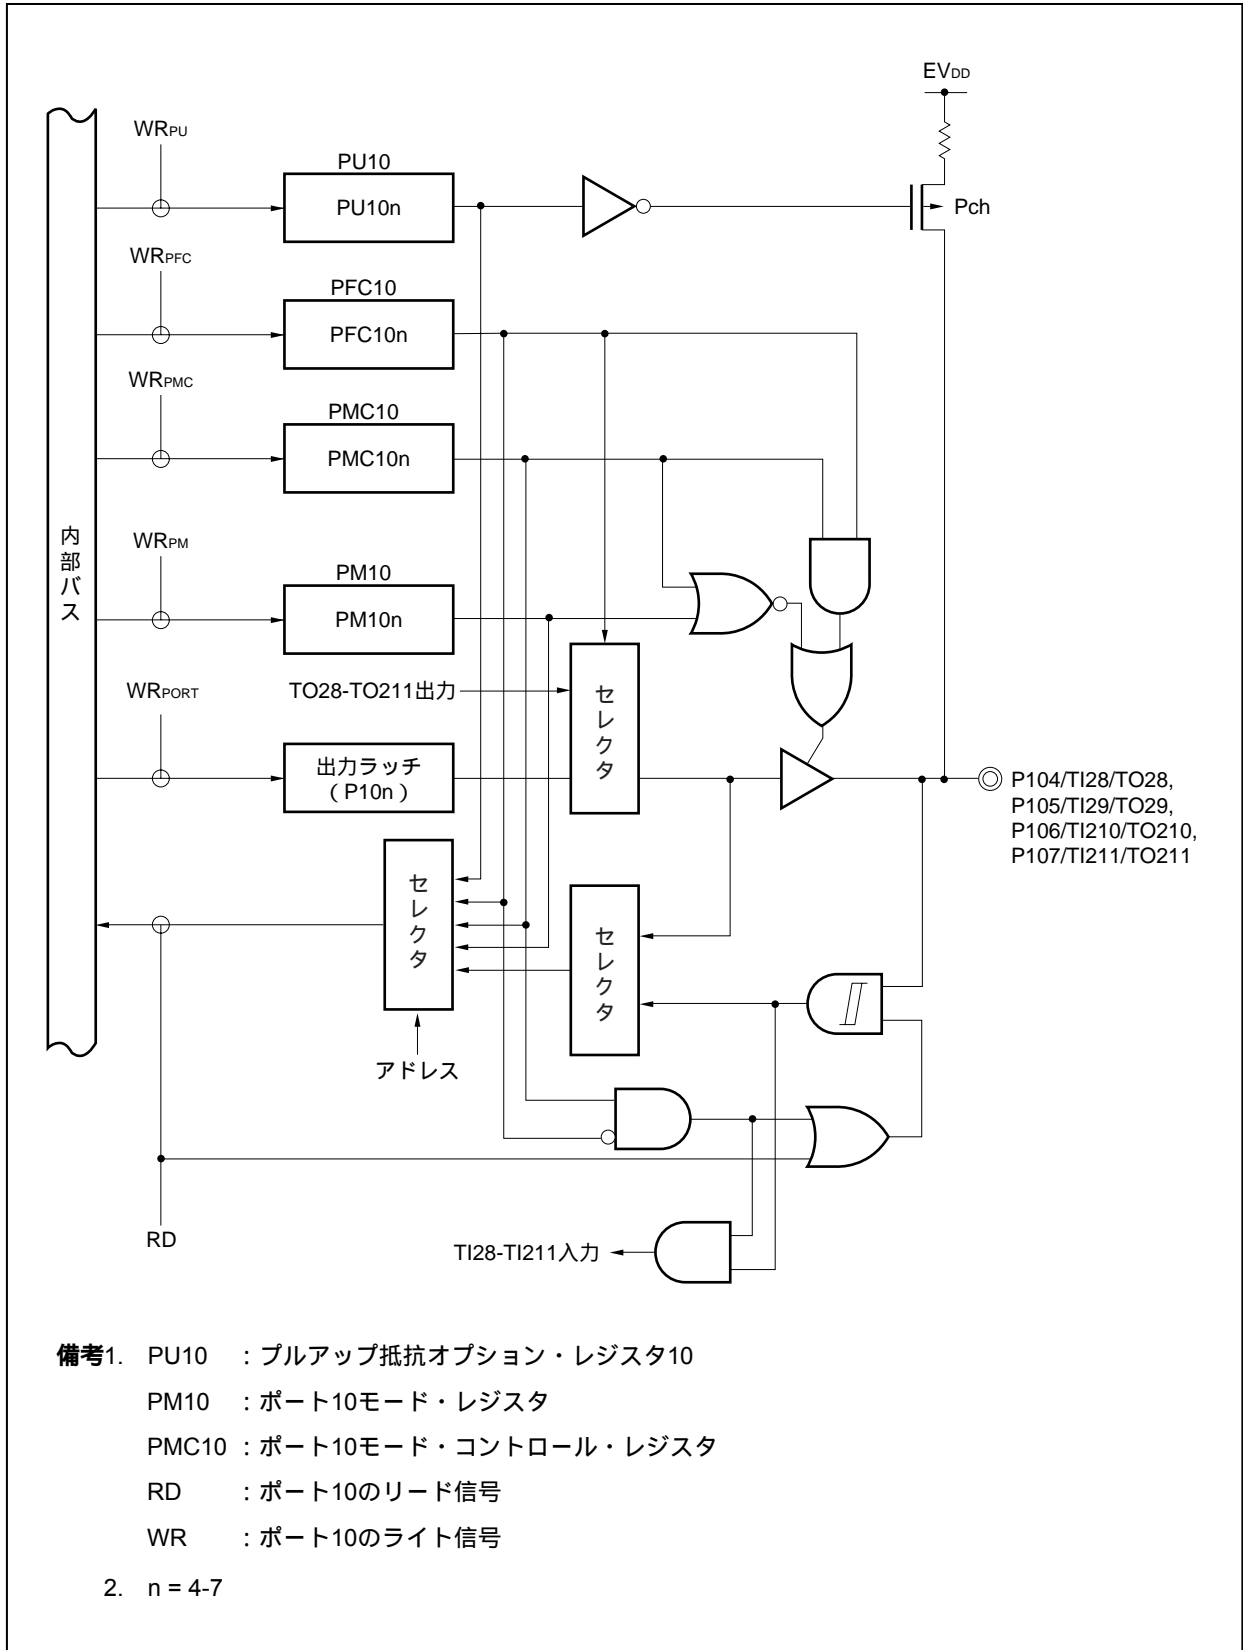 EVDD
WRPU
PU10
PU10n
Pch
WRPFC
PFC10
PFC10n
WRPMC
PMC10
PMC10n
内部バス
WRPM
PM10
PM10n
TO28-TO211出力
セレクタ
WRPORT
出力ラッチ
(P10n)
P104/TI28/TO28,
P105/TI29/TO29,
P106/TI210/TO210,
P107/TI211/TO211
セレクタ
セレクタ
アドレス
RD
TI28-TI211入力
備考1. PU10 :プルアップ抵抗オプション・レジスタ10
PM10 :ポート10モード・レジスタ
PMC10 :ポート10モード・コントロール・レジスタ
RD :ポート10のリード信号
WR :ポート10のライト信号
2. n = 4-7